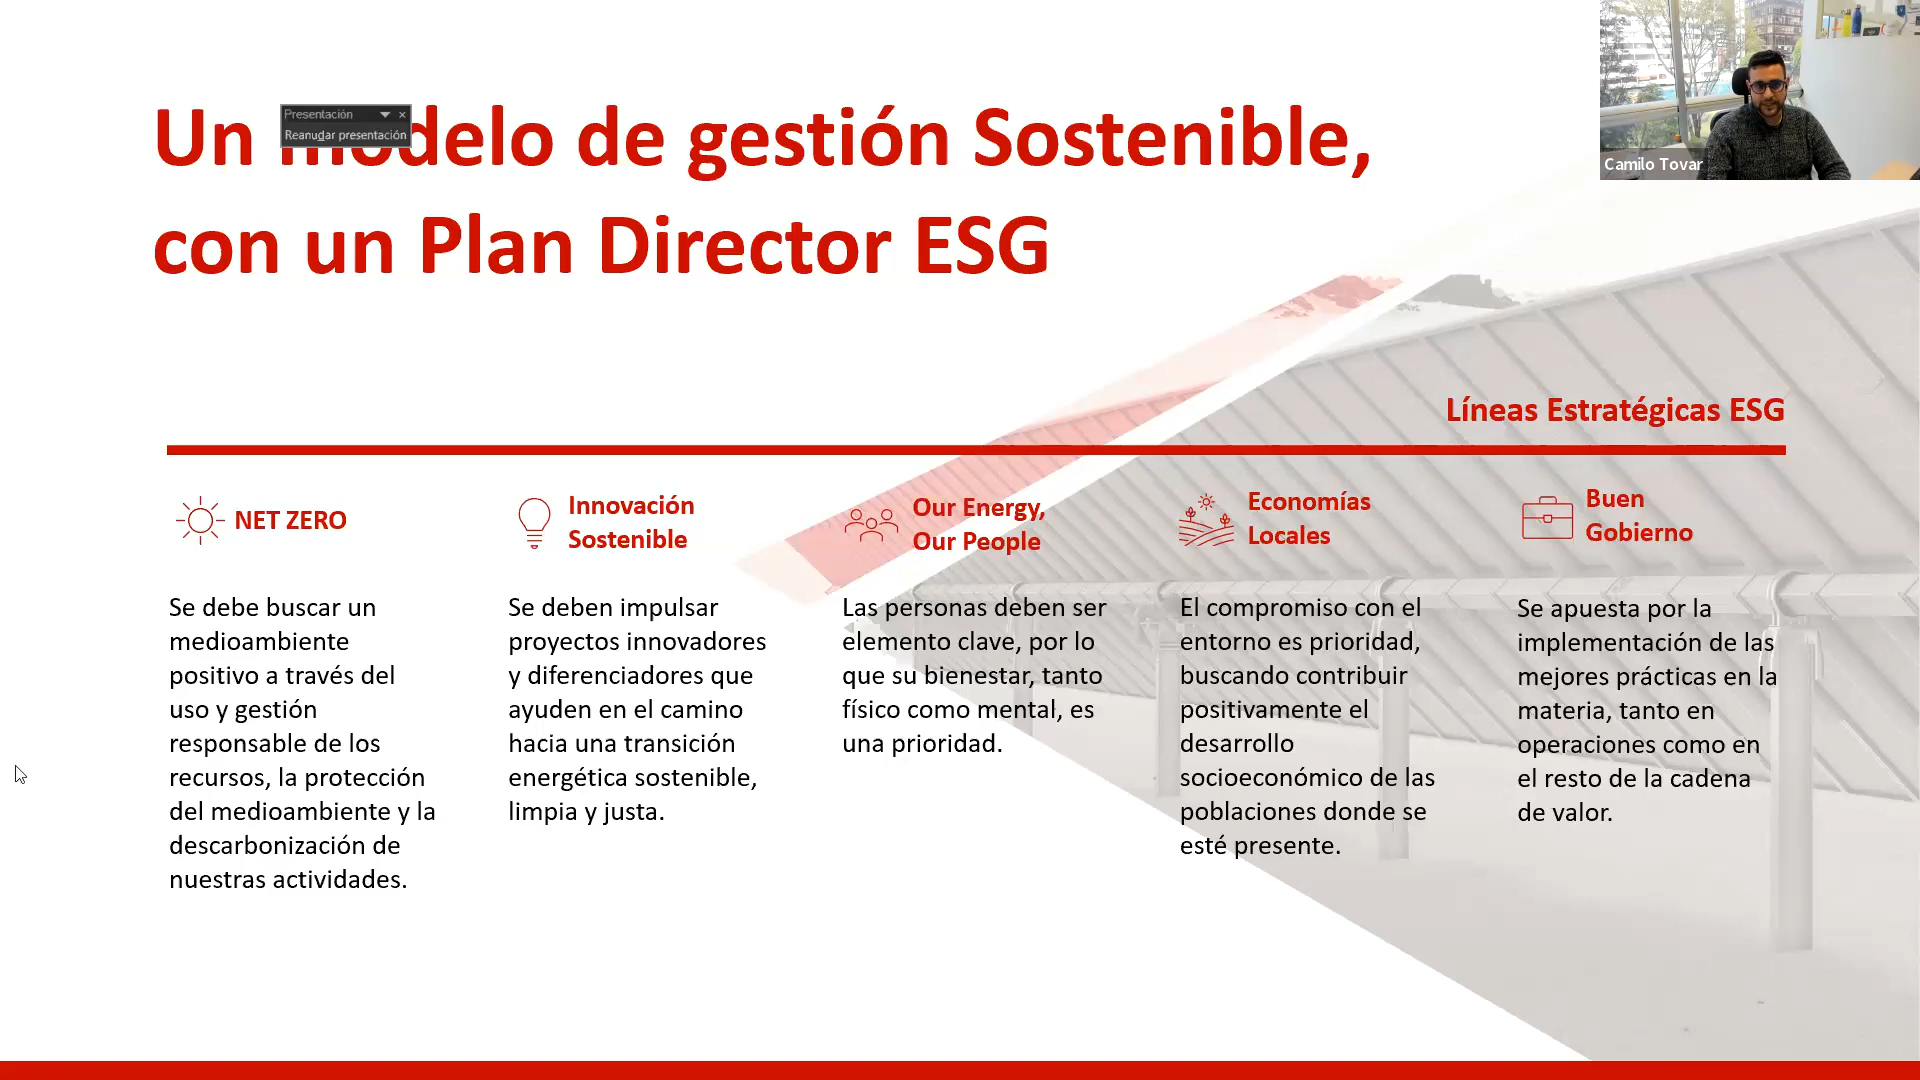 Un modelo de gestión Sostenible,
con un Plan Director ESG
Presentación
Reanudar presentación
Camilo Tovar
Líneas Estratégicas ESG
NET ZERO
Se debe buscar un
medioambiente
positivo a través del
uso y gestión
responsable de los
recursos, la protección
del medioambiente y la
descarbonización de
nuestras actividades.
Innovación
Sostenible
Se deben impulsar
proyectos innovadores
y diferenciadores que
ayuden en el camino
hacia una transición
energética sostenible,
limpia y justa.
Our Energy,
Our People
Las personas deben ser
elemento clave, por lo
que su bienestar, tanto
físico como mental, es
una prioridad.
Economías
Locales
El compromiso con el
entorno es prioridad,
buscando contribuir
positivamente el
desarrollo
socioeconómico de las
poblaciones donde se
esté presente.
Buen
Gobierno
Se apuesta por la
implementación de las
mejores prácticas en la
materia, tanto en
operaciones como en
el resto de la cadena
de valor.